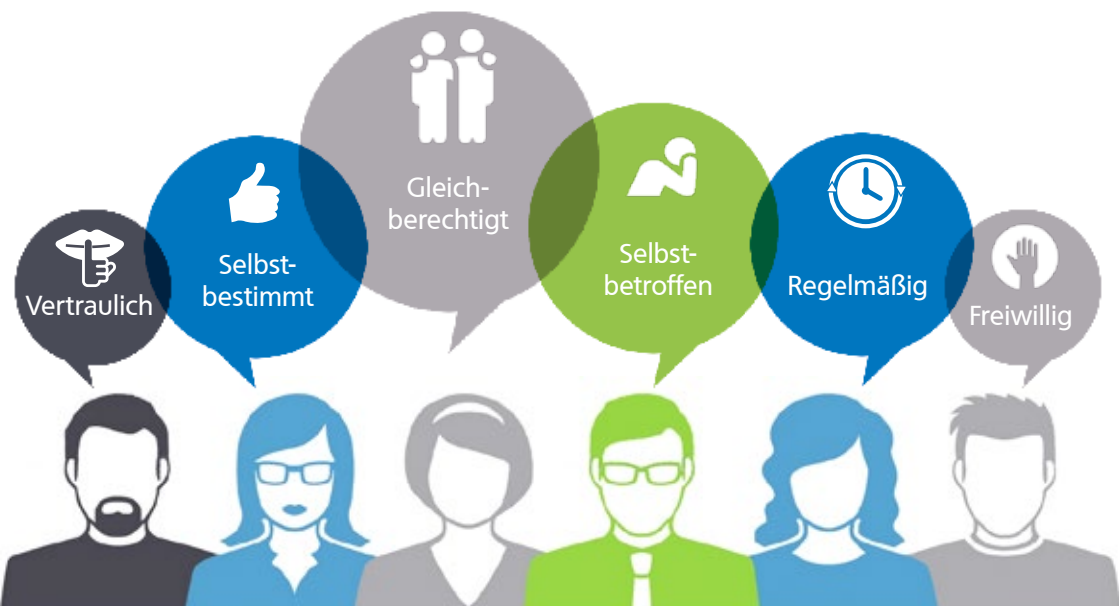 Vertraulich
Selbst-
bestimmt
Gleich-
berechtigt
Selbst-
betroffen
Regelmäßig
Freiwillig